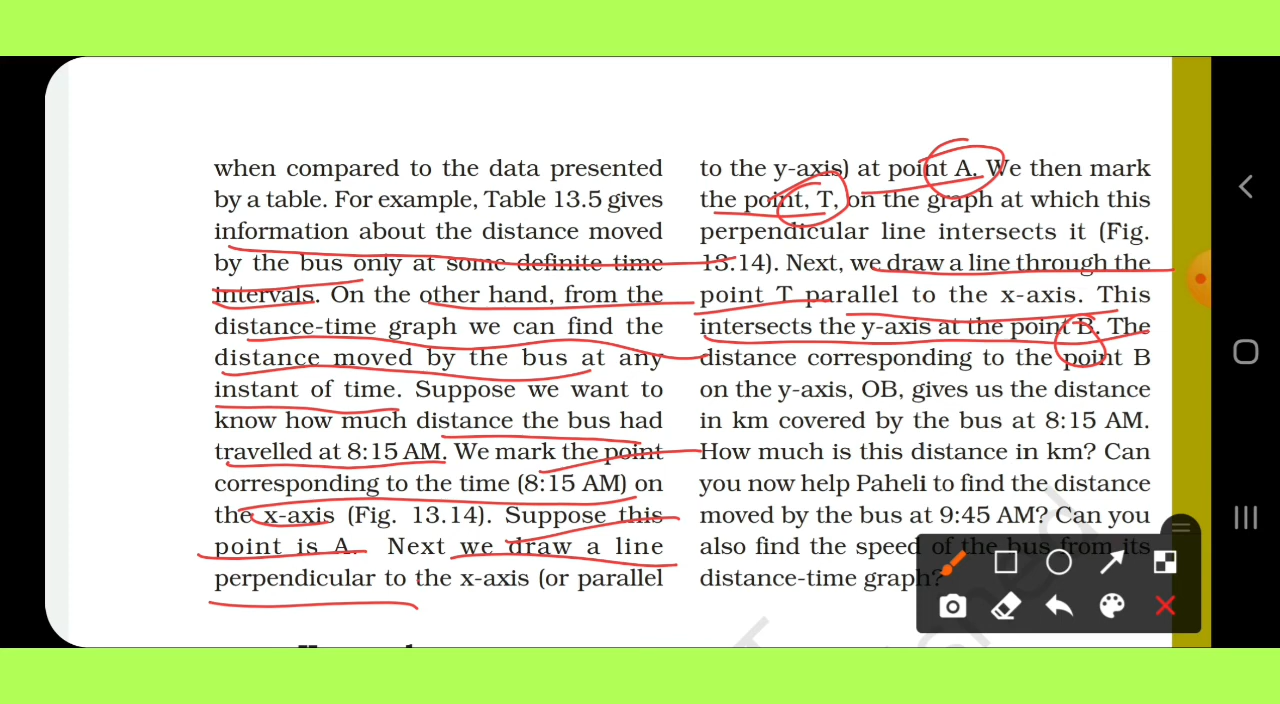 when compared to the data presented
by a table. For example, Table 13.5 gives
information about the distance moved
by the bus only at some definite time
intervals. On the other hand, from the
distance-time graph we can find the
distance moved by the bus at any
instant of time. Suppose we want to
know how much distance the bus had
travelled at 8:15 AM. We mark the point
corresponding to the time (8:15 AM) on
the x-axis (Fig. 13.14). Suppose this
point is A. Next we draw a line
perpendicular to the x-axis (or parallel
to the y-axis) at point A. We then mark
the point, T, on the graph at which this
perpendicular line intersects it (Fig.
13.14). Next, we draw a line through the
point T parallel to the x-axis. This
intersects the y-axis at the point B. The
distance corresponding to the point B
on the y-axis, OB, gives us the distance
in km covered by the bus at 8:15 AM.
How much is this distance in km? Can
you now help Paheli to find the distance
moved by the bus at 9:45 AM? Can you
also find the speed of the bus from its
distance-time graph?